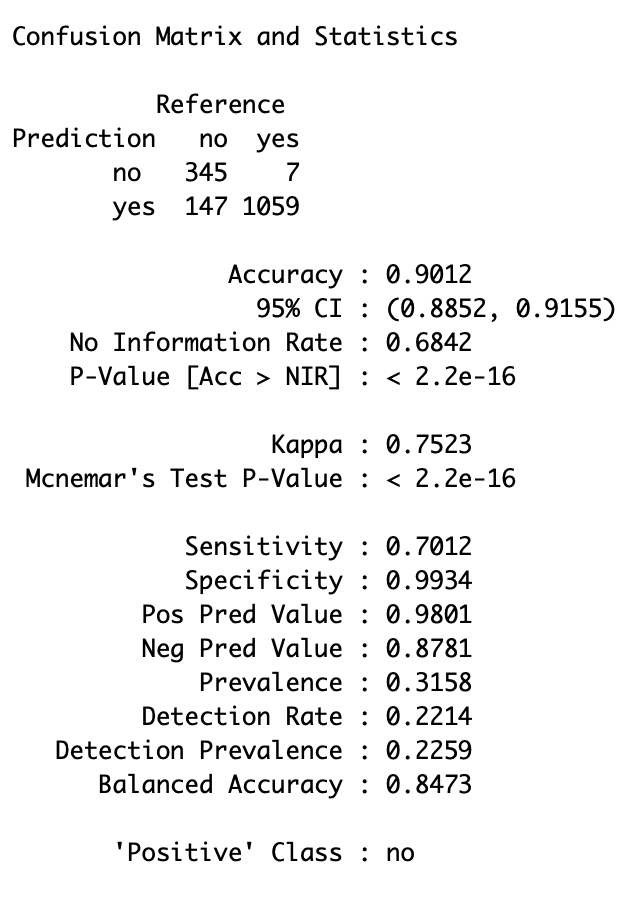 Confusion Matrix and Statistics
Reference
Prediction no yes
no 345 7
yes 147 1059
Accuracy : 0.9012
95% CI : (0.8852, 0.9155)
No Information Rate : 0.6842
P-Value [Acc > NIR] : < 2.2e-16
Kappa : 0.7523
Mcnemar's Test P-Value : < 2.2e-16
Sensitivity : 0.7012
Specificity : 0.9934
Pos Pred Value : 0.9801
Neg Pred Value : 0.8781
Prevalence : 0.3158
Detection Rate : 0.2214
Detection Prevalence : 0.2259
Balanced Accuracy : 0.8473
'Positive' Class : no